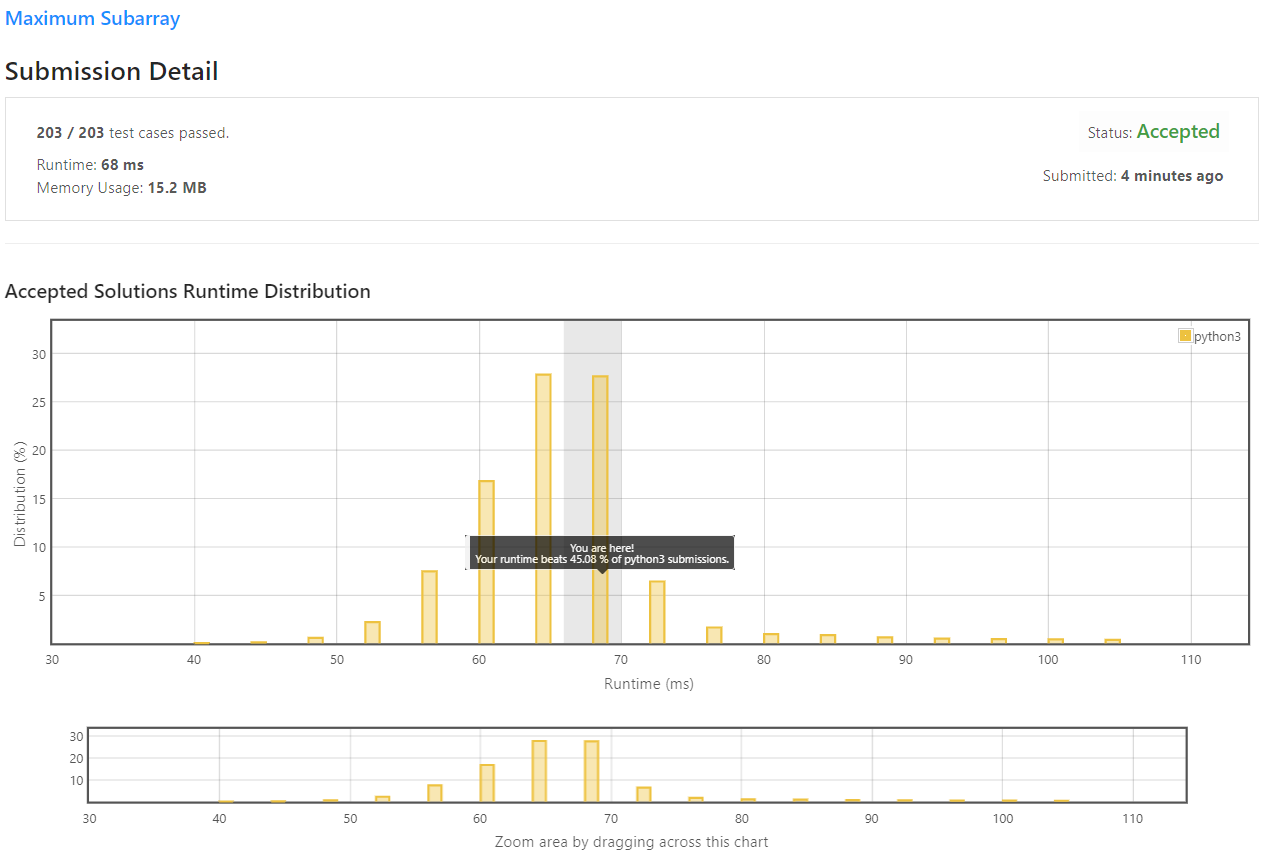 Maximum Subarray
Submission Detail
203 / 203 test cases passed.
Status: Accepted
Runtime: 68 ms
Submitted: 4 minutes ago
Memory Usage: 15.2 MB
Accepted Solutions Runtime Distribution
python3
30
25
20
15
10
5
Distribution (%)
You are here!
Your runtime beats 45.08 % of python3 submissions.
30 40 50 60 70 80 90 100 110
Runtime (ms)
30
20
10
30 40 50 60 70 80 90 100 110
Zoom area by dragging across this chart